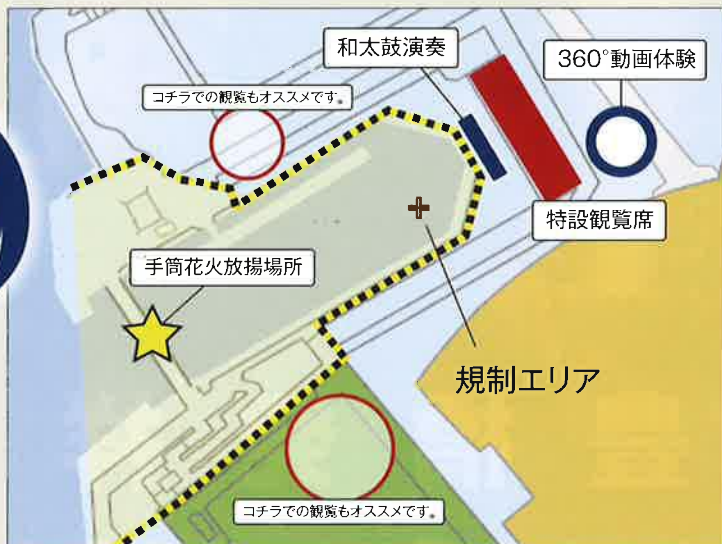 和太鼓演奏
360°動画体験
コチラでの観覧もオススメです。
特設観覧席
手筒花火放揚場所
規制エリア
コチラでの観覧もオススメです。